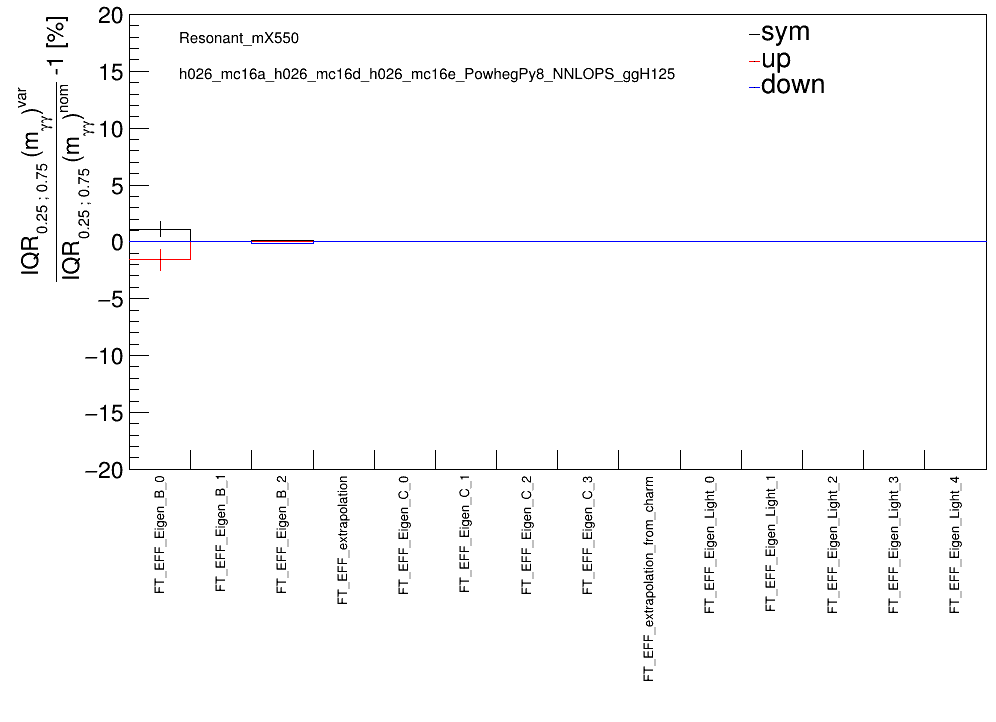 IQR0.25 ; 0.75 (mγγ)var
IQR0.25 ; 0.75 (mγγ)nom -1 [%]
20
15
10
5
0
−5
−10
−15
−20
Resonant_mX550
h026_mc16a_h026_mc16d_h026_mc16e_PowhegPy8_NNLOPS_ggH125
−sym
−up
−down
FT_EFF_Eigen_B_0
FT_EFF_Eigen_B_1
FT_EFF_Eigen_B_2
FT_EFF_extrapolation
FT_EFF_Eigen_C_0
FT_EFF_Eigen_C_1
FT_EFF_Eigen_C_2
FT_EFF_Eigen_C_3
FT_EFF_extrapolation_from_charm
FT_EFF_Eigen_Light_0
FT_EFF_Eigen_Light_1
FT_EFF_Eigen_Light_2
FT_EFF_Eigen_Light_3
FT_EFF_Eigen_Light_4